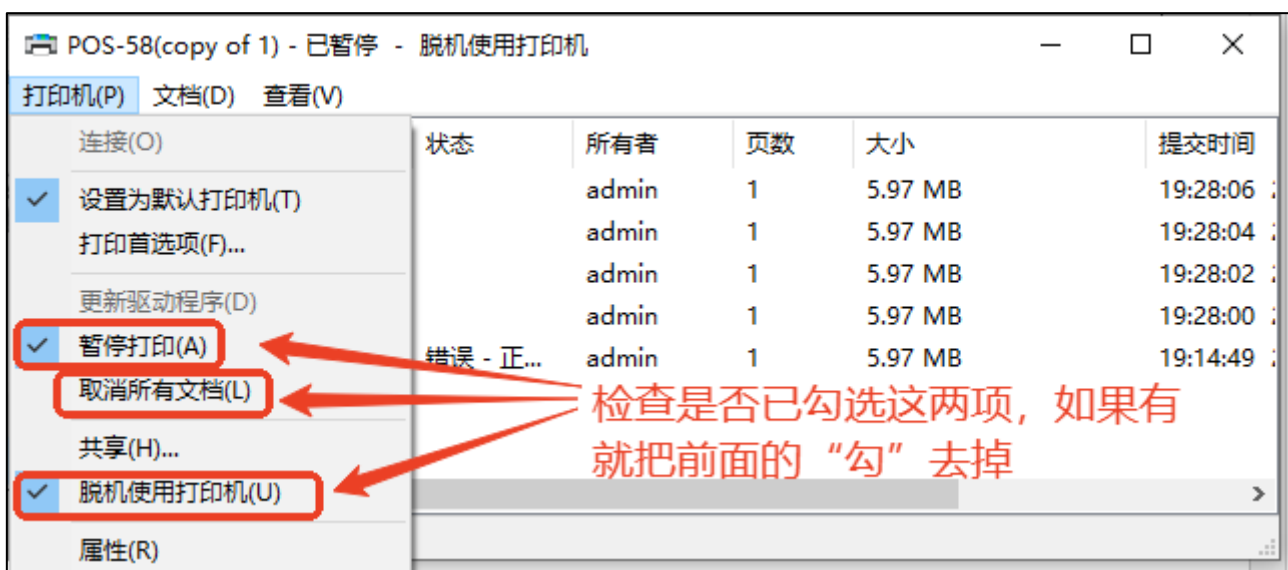 POS-58(copy of 1) - 已暂停 - 脱机使用打印机
打印机(P) 文档(D) 查看(V)
连接(O)
设置为默认打印机(T)
打印首选项(F)...
更新驱动程序(D)
暂停打印(A)
取消所有文档(L)
共享(H)...
脱机使用打印机(U)
属性(R)
状态 所有者 页数 大小 提交时间
admin 1 5.97 MB 19:28:06
admin 1 5.97 MB 19:28:04
admin 1 5.97 MB 19:28:02
admin 1 5.97 MB 19:28:00
错误 - 正... admin 1 5.97 MB 19:14:49
检查是否已勾选这两项，如果有
就把前面的“勾”去掉